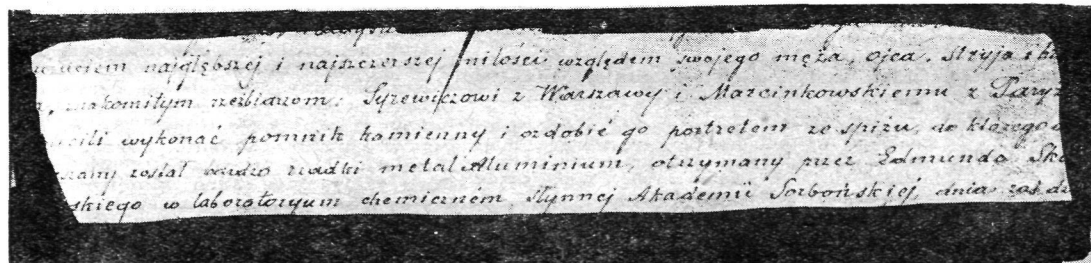 najgłębszej i najszczerszej miłości względem swojego męża, ojca, stryja i
znakomitym rzeźbiarzom: Syrewiczowi z Warszawy i Marcinkowskiemu z Paryż
wykonać pomnik kamienny i ozdobić go portretem ze spiżu, do którego
został bardzo rzadki metal Aluminium, otrzymany przez Edmunda Sk
skiego w laboratoryum chemicznem słynnej Akademii Sorbońskiej, dnia zaś